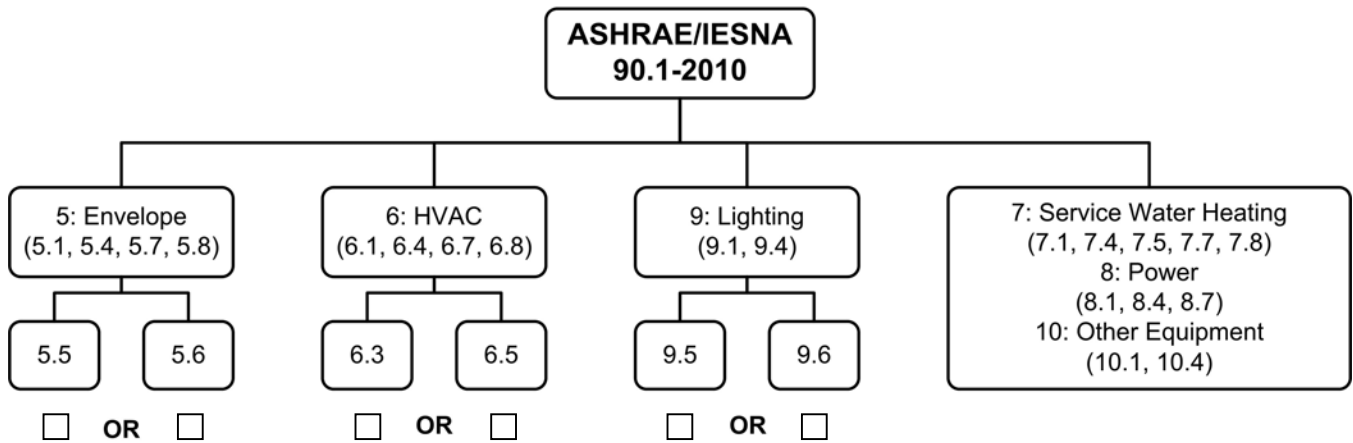 ASHRAE/IESNA
90.1-2010
5: Envelope
(5.1, 5.4, 5.7, 5.8)
6: HVAC
(6.1, 6.4, 6.7, 6.8)
9: Lighting
(9.1, 9.4)
7: Service Water Heating
(7.1, 7.4, 7.5, 7.7, 7.8)
8: Power
(8.1, 8.4, 8.7)
10: Other Equipment
(10.1, 10.4)
5.5
5.6
6.3
6.5
9.5
9.6
OR
OR
OR